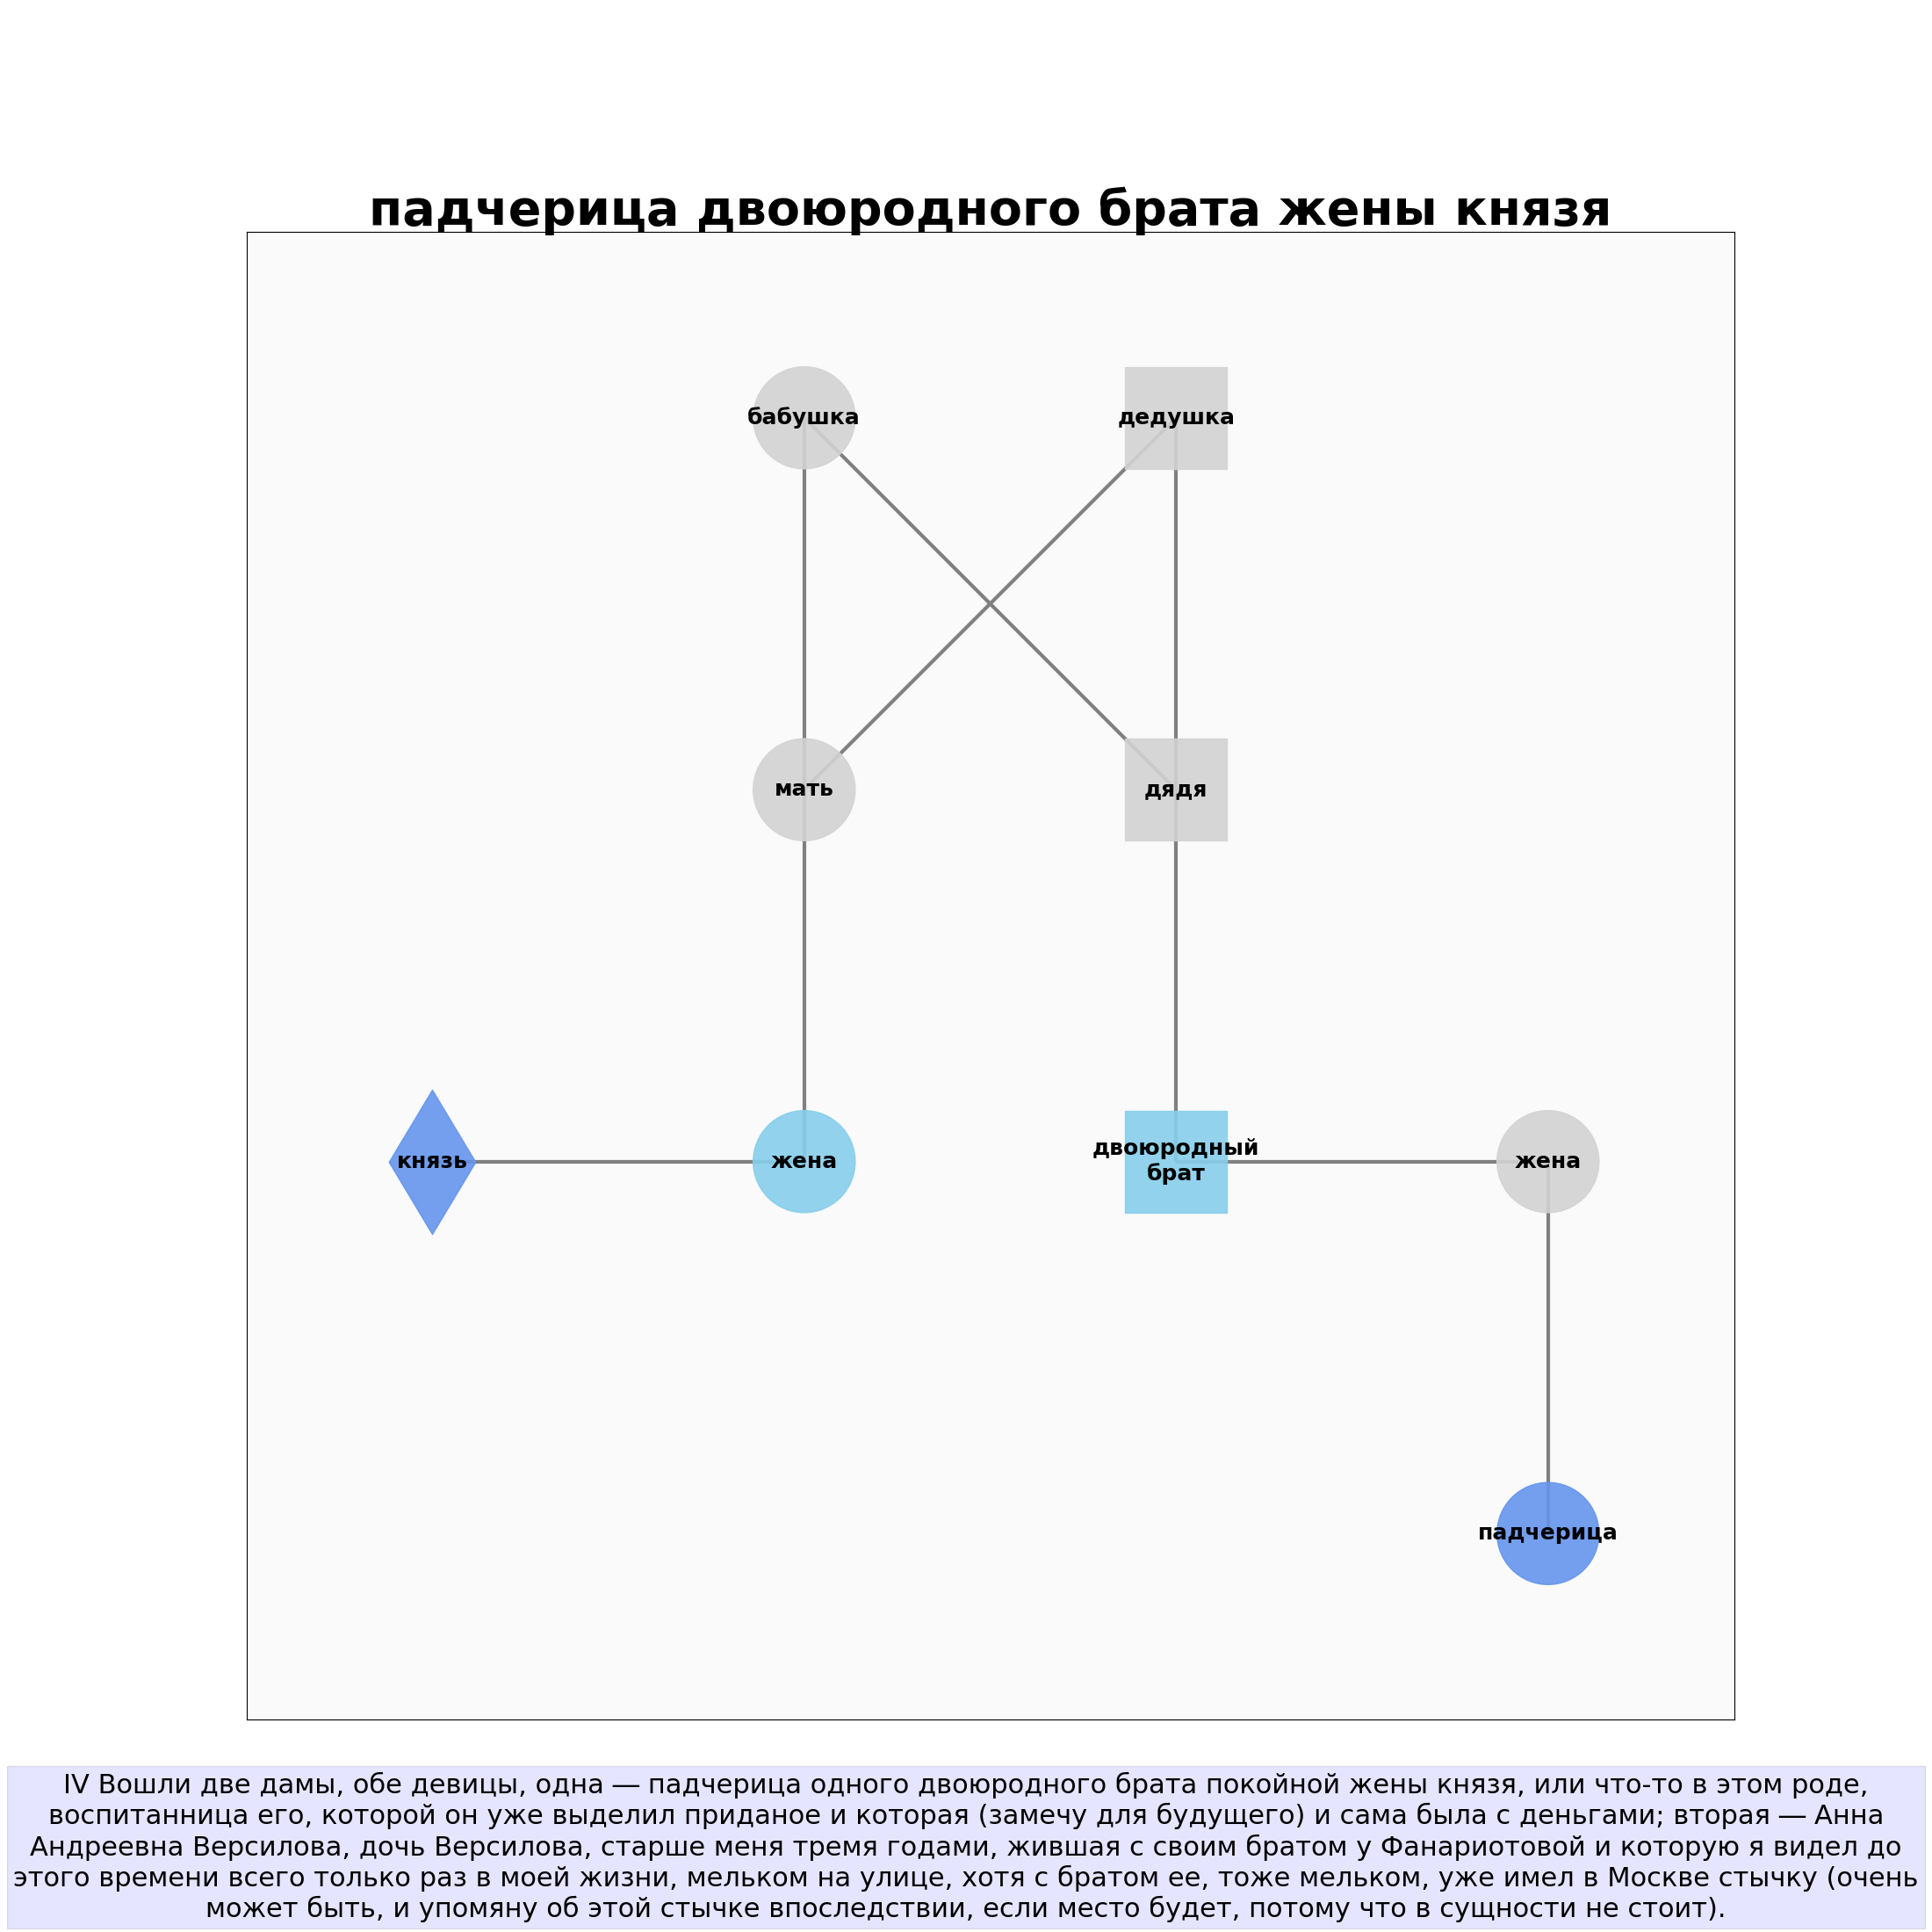 падчерица двоюродного брата жены князя
бабушка
дедушка
мать
дядя
князь
жена
двоюродный
брат
жена
падчерица
IV Вошли две дамы, обе девицы, одна — падчерица одного двоюродного брата покойной жены князя, или что-то в этом роде,
воспитанница его, которой он уже выделил приданое и которая (замечу для будущего) и сама была с деньгами; вторая — Анна
Андреевна Версилова, дочь Версилова, старше меня тремя годами, жившая с своим братом у Фанариотовой и которую я видел до
этого времени всего только раз в моей жизни, мельком на улице, хотя с братом ее, тоже мельком, уже имел в Москве стычку (очень
может быть, и упомяну об этой стычке впоследствии, если место будет, потому что в сущности не стоит).